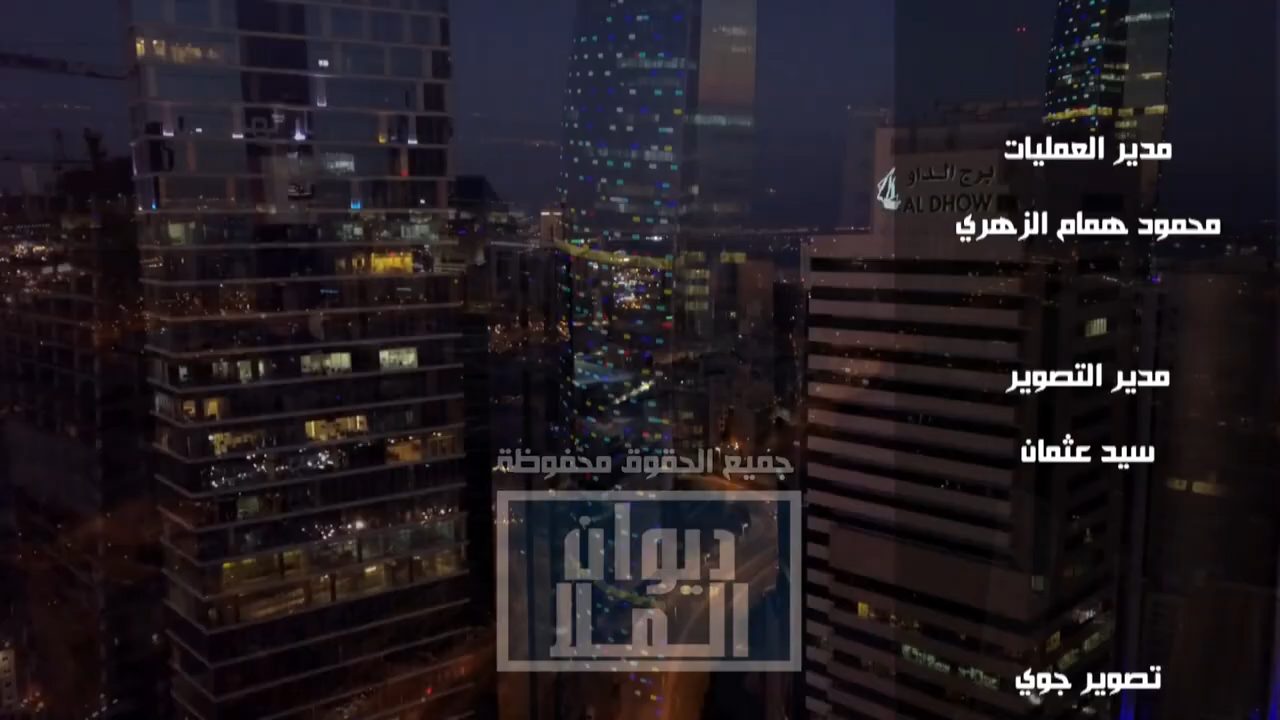 مدير العمليات
برج الداو
AL DHOW
محمود همام الزهري
مدير التصوير
سيد عثمان
جميع الحقوق محفوظة
ديوان
الملا
تصوير جوي